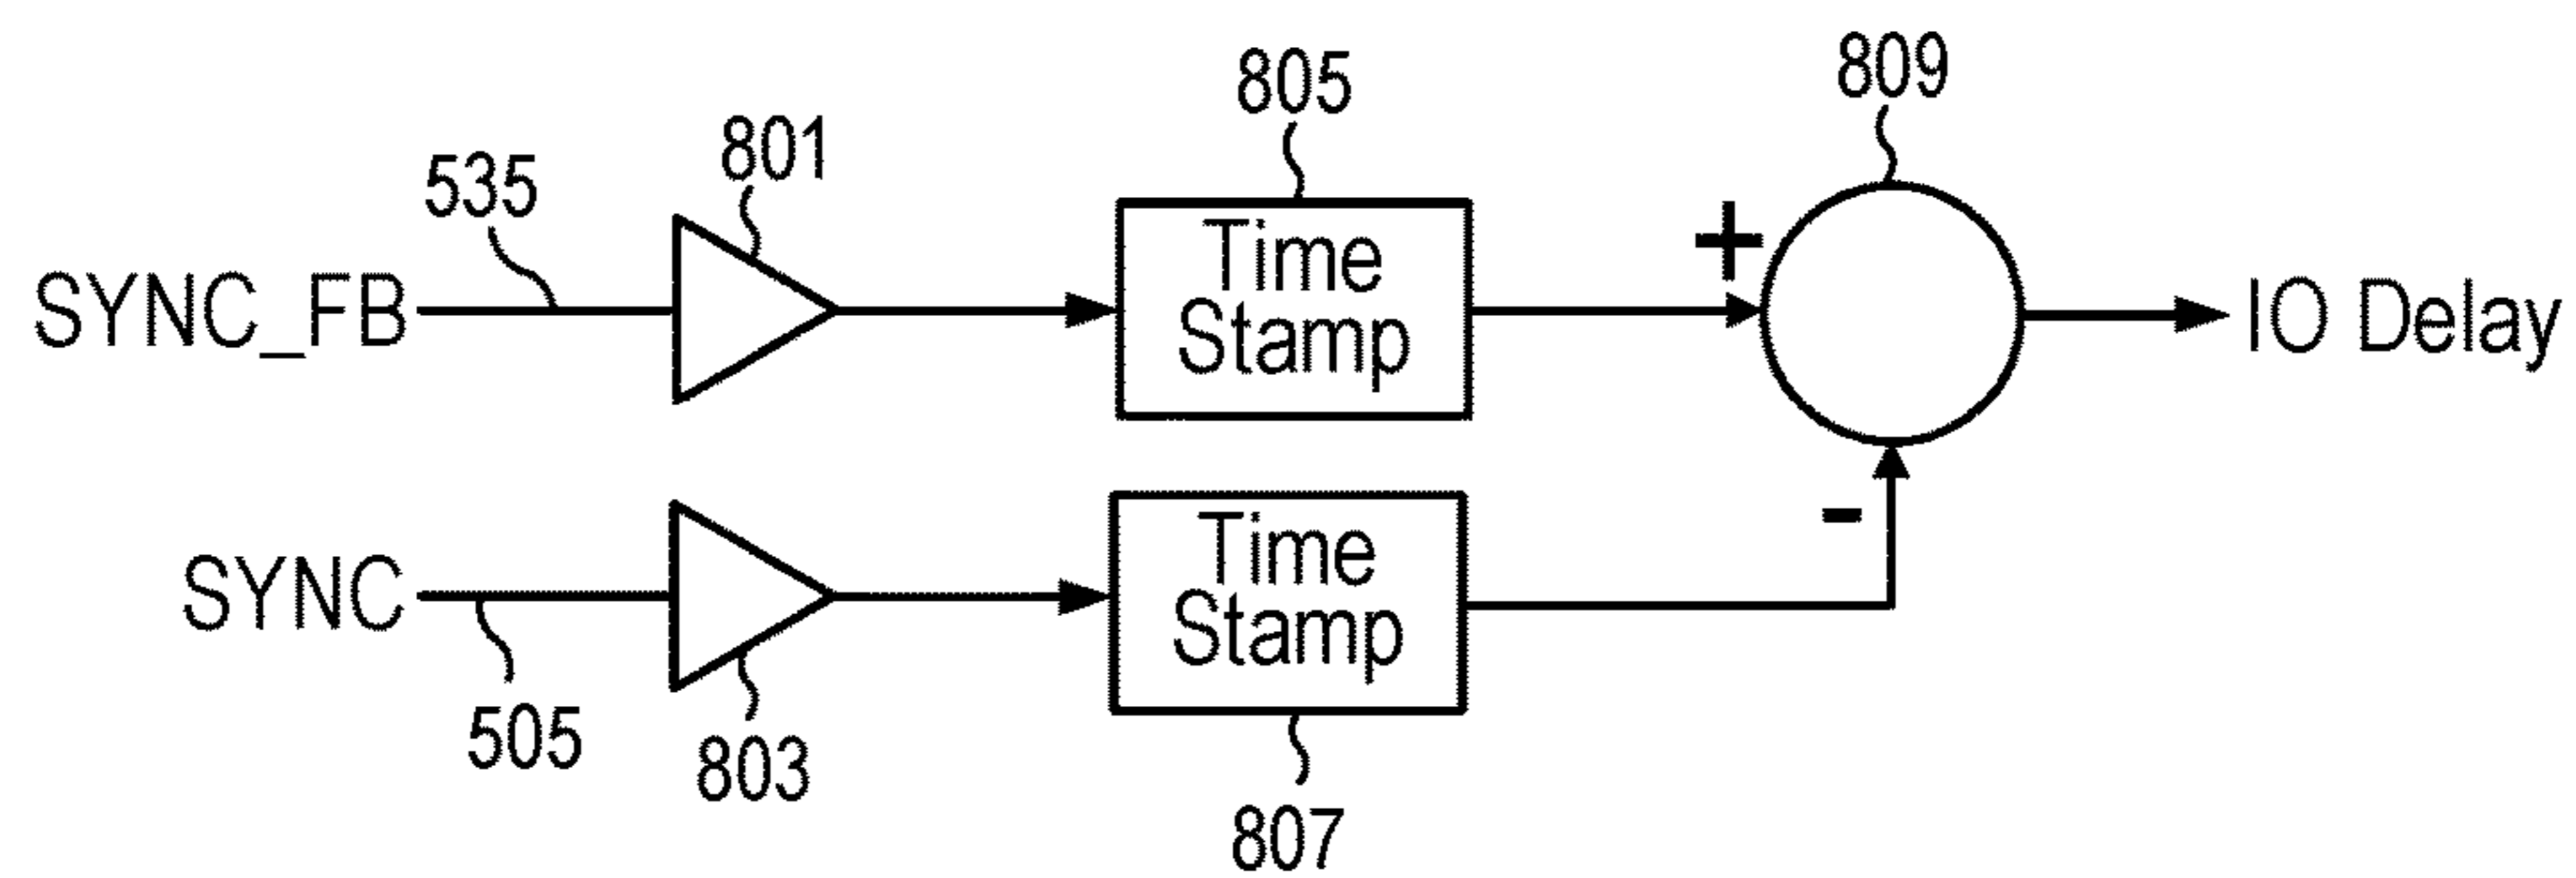 809
805
801
535
+
Time
Stamp
SYNC_FB
IO Delay
-
Time
Stamp
SYNC
505
803
807